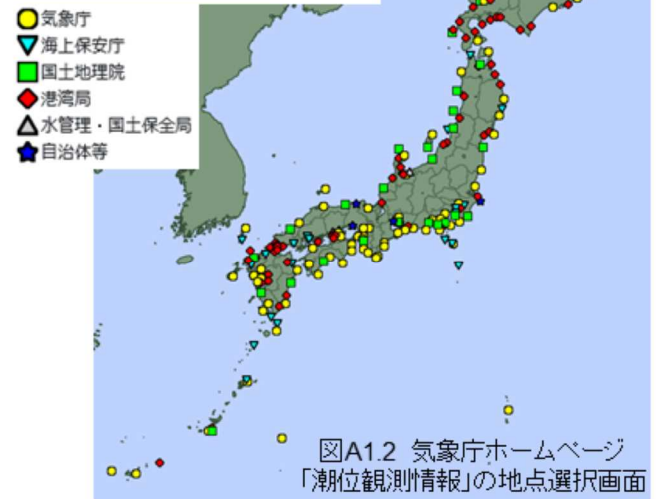 気象庁
海上保安庁
国土地理院
港湾局
水管理・国土保全局
自治体等
図A1.2 気象庁ホームページ
「潮位観測情報」の地点選択画面